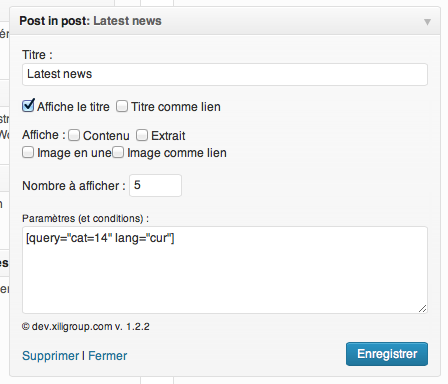 Post in post: Latest news
Titre :
Latest news
Affiche le titre Titre comme lien
Affiche : Contenu Extrait
Image en une Image comme lien
Nombre à afficher : 5
Paramètres (et conditions) :
[query="cat=14" lang="cur"]
© dev.xiligroup.com v. 1.2.2
Supprimer | Fermer
Enregistrer